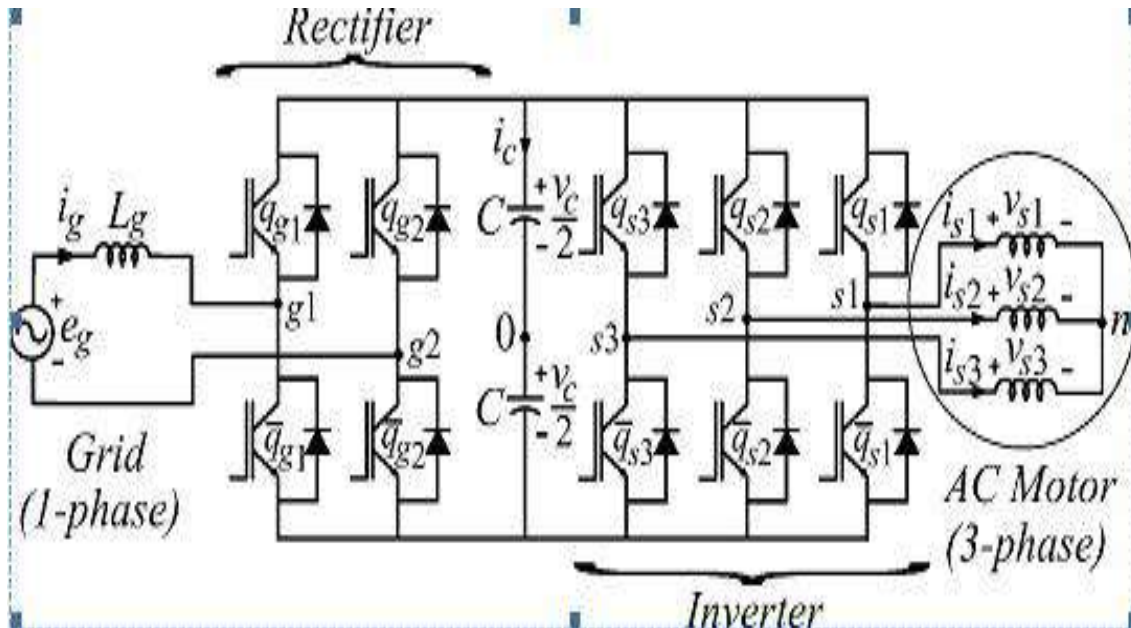 Rectifier
i_g L_g
e_g
+
-
g1
g2
q_g1 q_g2
q̅_g1 q̅_g2
Grid
(1-phase)
i_c
C + v_c/2 -
0
C + v_c/2 -
q_s3 q_s2 q_s1
s3 s2 s1
q̅_s3 q̅_s2 q̅_s1
i_s1 + v_s1 -
i_s2 + v_s2 -
i_s3 + v_s3 -
n
AC Motor
(3-phase)
Inverter